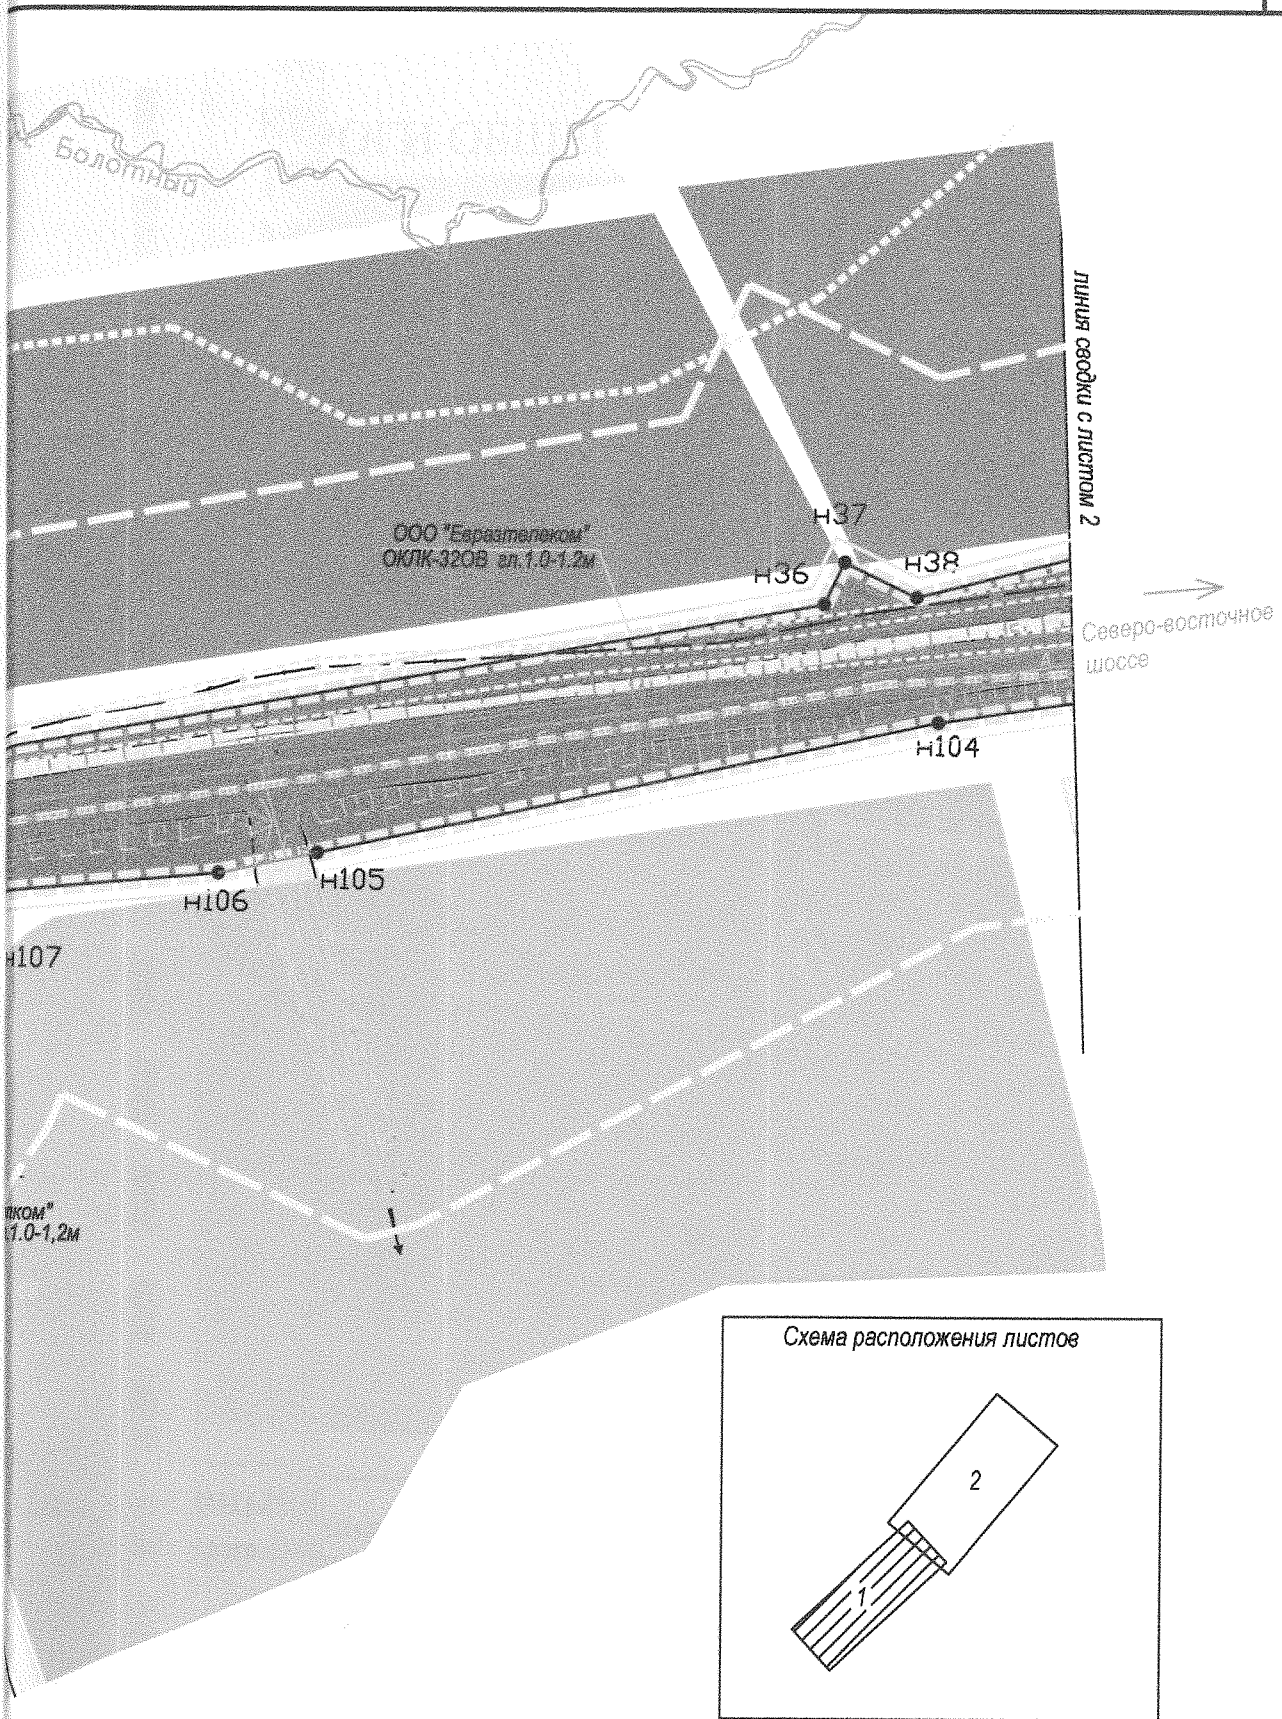 Болотный
линия сводки с листом 2
ООО "Евразтелеком"
ОКЛК-32ОВ гл.1.0-1.2м
н37
н36
н38
Северо-восточное
шоссе
н104
н105
н106
н107
1.0-1,2м
Схема расположения листов
2
1